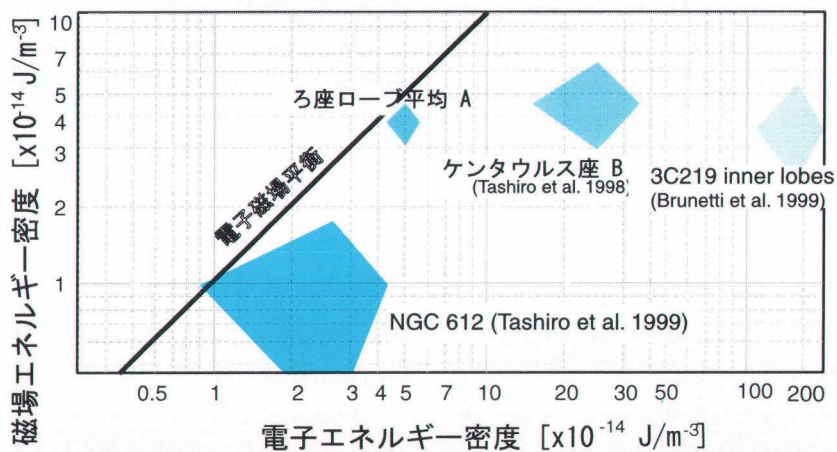 磁場エネルギー密度 [x10-14 J/m-3]
10
7
5
4
3
2
1
ろ座ローブ平均 A
電子磁場平衡
ケンタウルス座 B
(Tashiro et al. 1998)
3C219 inner lobes
(Brunetti et al. 1999)
NGC 612 (Tashiro et al. 1999)
0.5 1 2 3 4 5 7 10 20 30 50 100 200
電子エネルギー密度 [x10-14 J/m-3]